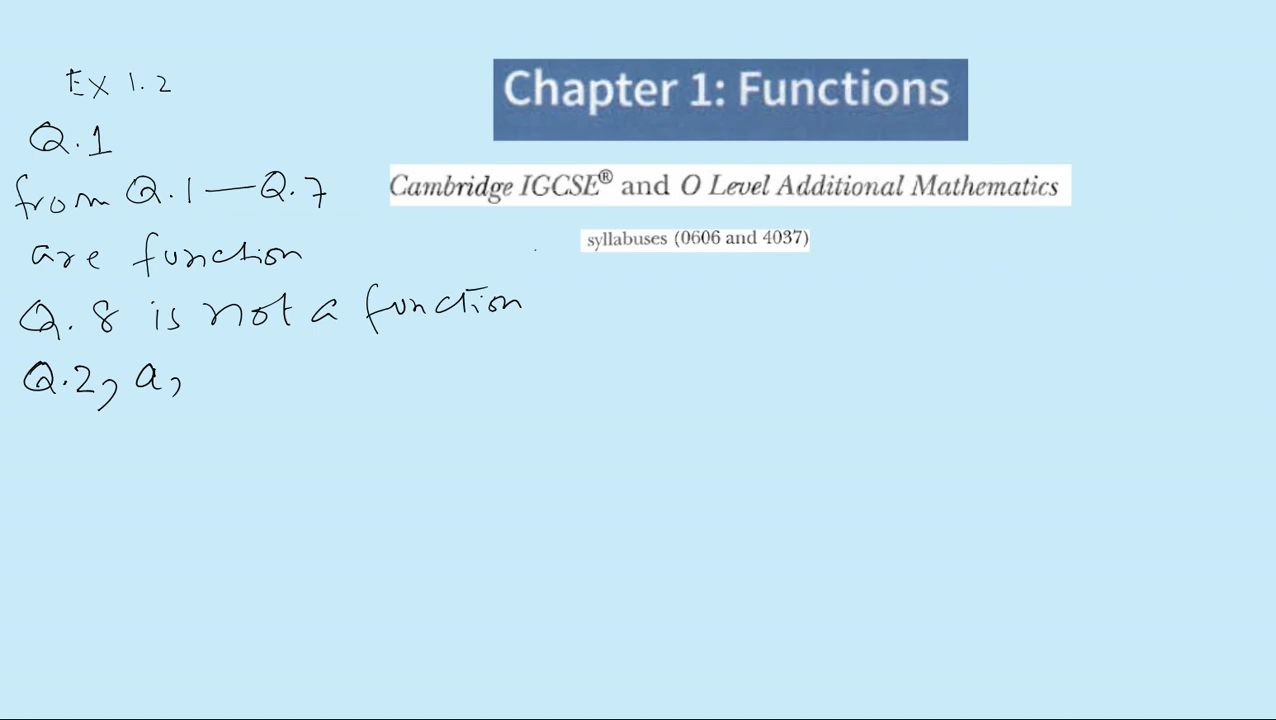 EX 1.2
Q.1
from Q.1 — Q.7
are function
Q. 8 is not a function
Q.2, a,
Chapter 1: Functions
Cambridge IGCSE® and O Level Additional Mathematics
syllabuses (0606 and 4037)